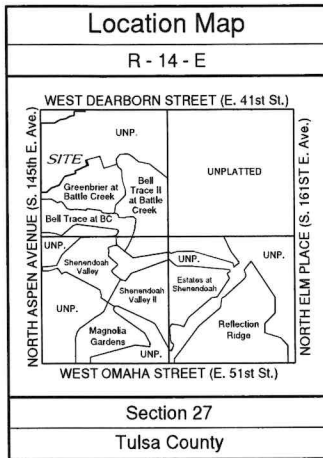 Location Map
R - 14 - E
WEST DEARBORN STREET (E. 41st St.)
NORTH ASPEN AVENUE (S. 145th E. Ave.)
NORTH ELM PLACE (S. 161ST E. Ave.)
UNP.
SITE
UNPLATTED
Greenbrier at
Battle Creek
Bell
Trace II
at Battle
Creek
Bell Trace at BC
UNP.
Shenendoah
Valley
UNP.
Estates at
Shenendoah
UNP.
Shenendoah
Valley II
Reflection
Ridge
Magnolia
Gardens
UNP.
WEST OMAHA STREET (E. 51st St.)
Section 27
Tulsa County